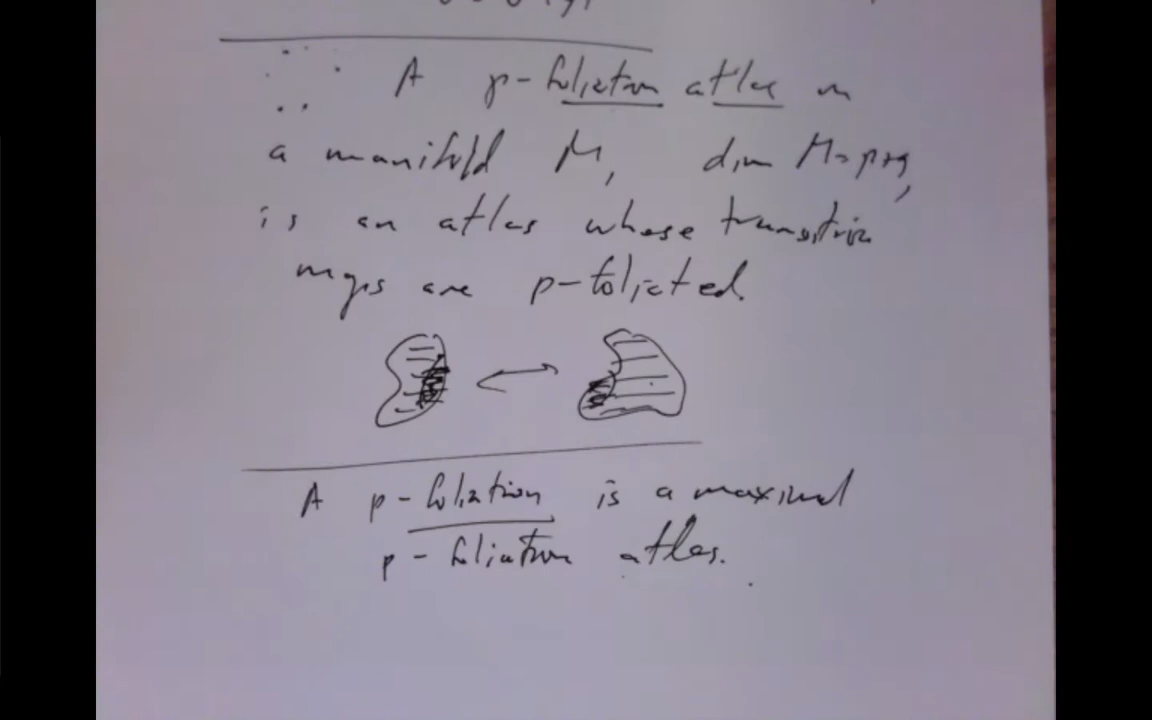 ∴ A p-foliation atlas on
a manifold M, dim M=p+q,
is an atlas whose transition
maps are p-foliated.
A p-foliation is a maximal
p-foliation atlas.